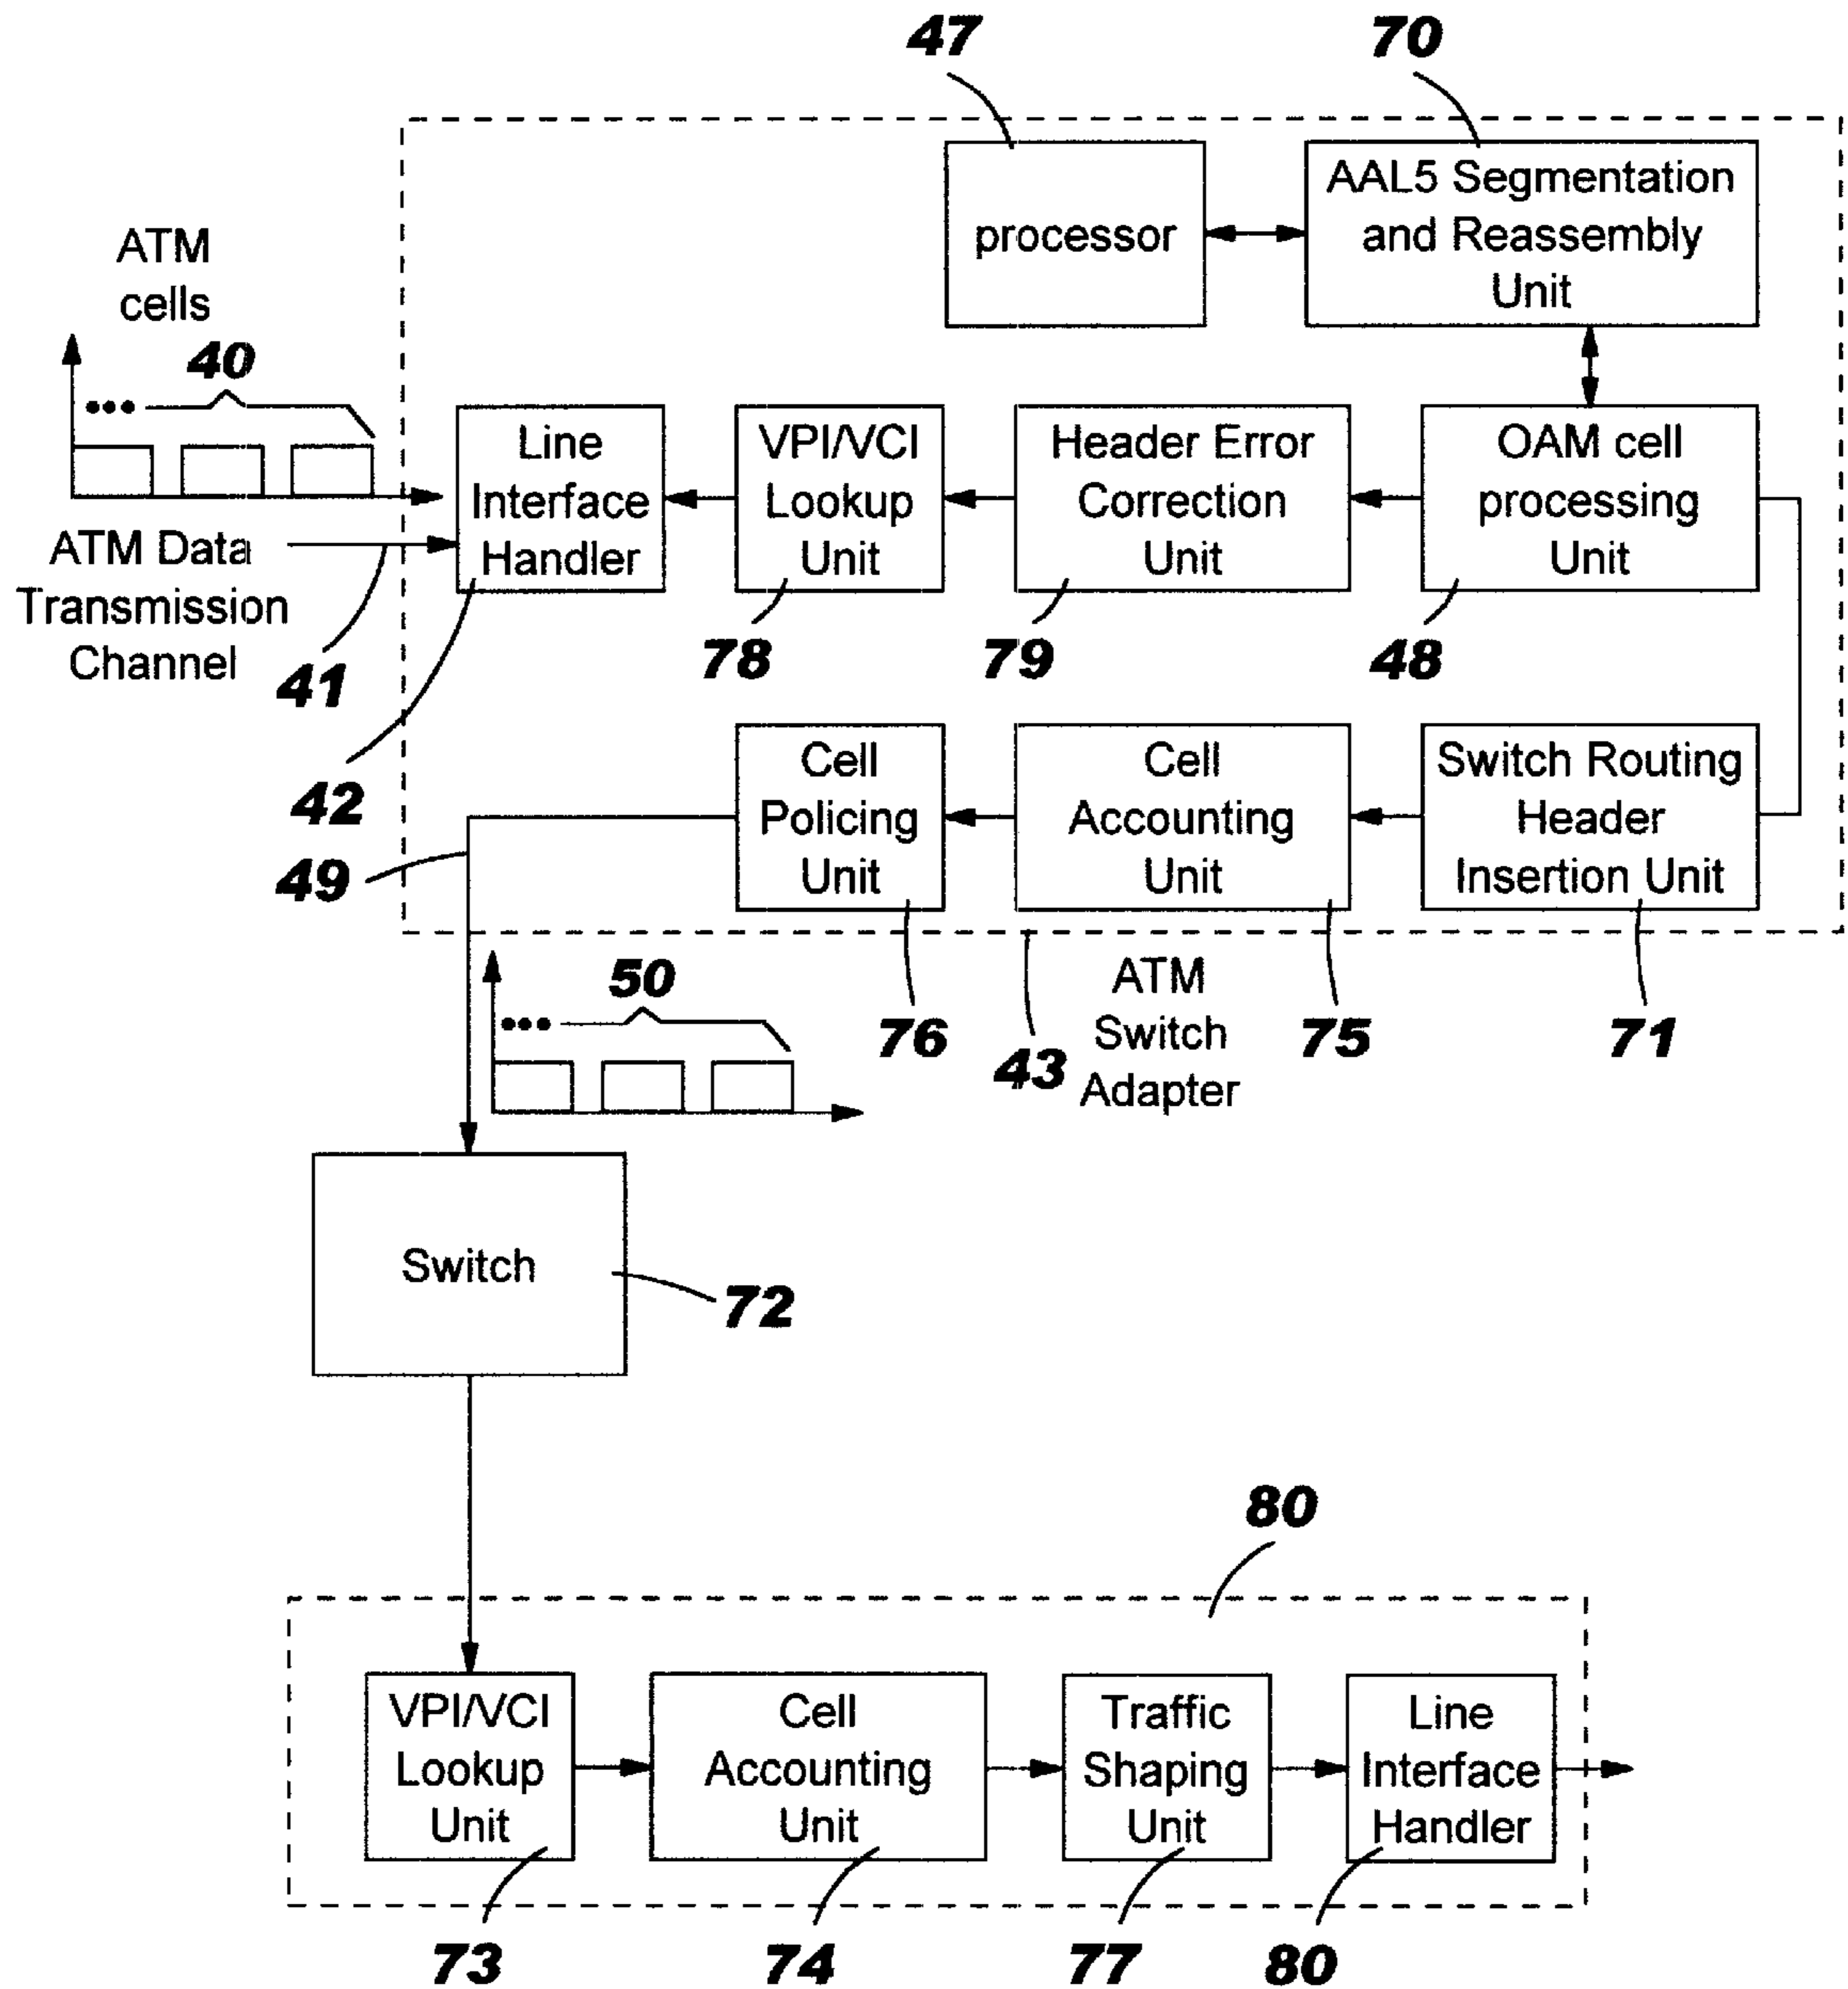 47
70
processor
AAL5 Segmentation
and Reassembly
Unit
ATM
cells
40
Line
Interface
Handler
VPI/VCI
Lookup
Unit
Header Error
Correction
Unit
OAM cell
processing
Unit
ATM Data
Transmission
Channel
41
42
78
79
48
Cell
Policing
Unit
Cell
Accounting
Unit
Switch Routing
Header
Insertion Unit
49
50
76
43
ATM
Switch
Adapter
75
71
Switch
72
80
VPI/VCI
Lookup
Unit
Cell
Accounting
Unit
Traffic
Shaping
Unit
Line
Interface
Handler
73
74
77
80